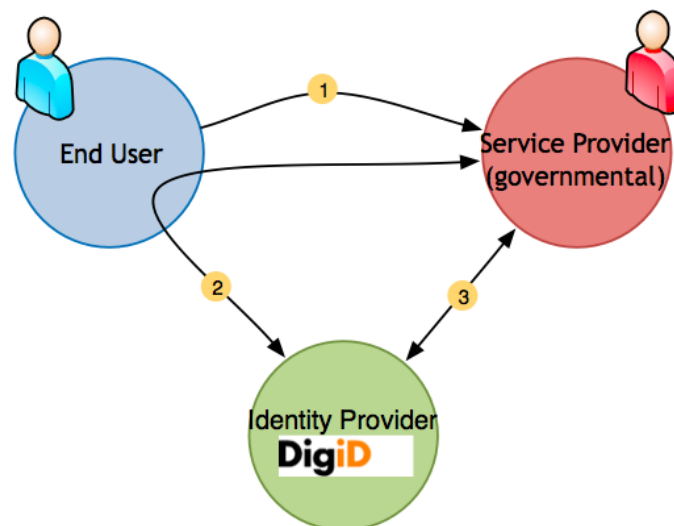 1
End User
Service Provider
(governmental)
2
3
Identity Provider
DigiD